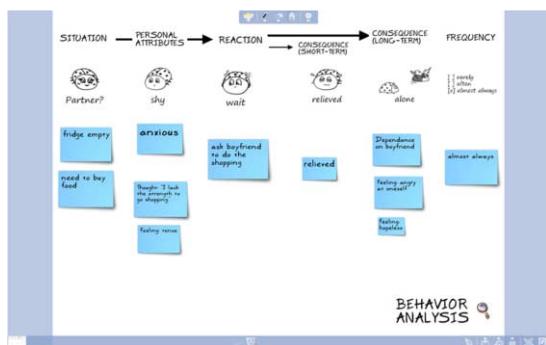 SITUATION
PERSONAL
ATTRIBUTES
REACTION
CONSEQUENCE
(SHORT-TERM)
CONSEQUENCE
(LONG-TERM)
FREQUENCY
Partner?
shy
wait
relieved
alone
rarely
often
almost always
fridge empty
need to buy
food
anxious
Thought: "I lack
the strength to
go shopping
feeling tense
ask boyfriend
to do the
shopping
relieved
Dependance
on boyfriend
feeling angry
at oneself
feeling
hopeless
almost always
BEHAVIOR
ANALYSIS